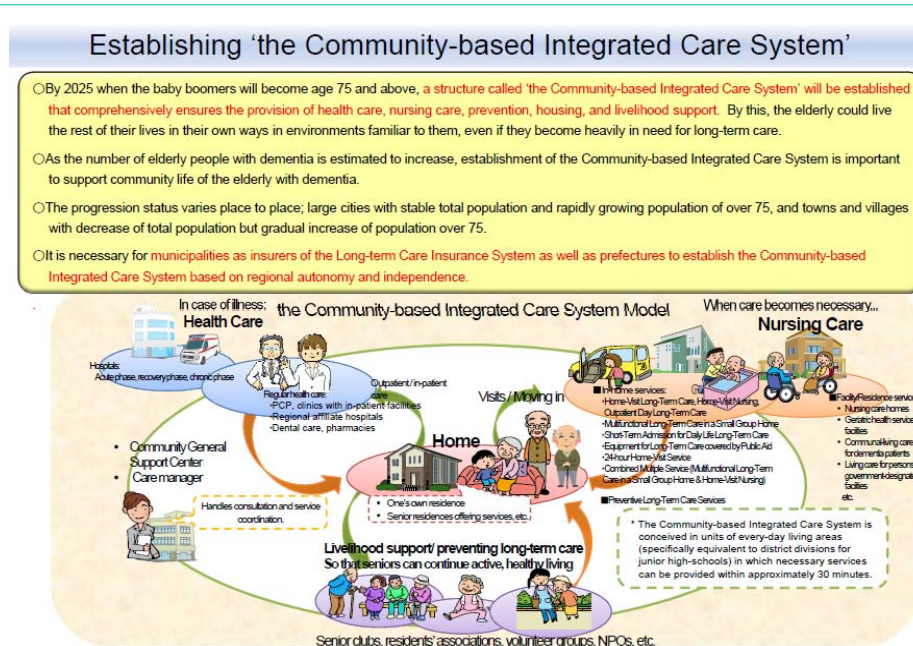 Establishing ‘the Community-based Integrated Care System’
○By 2025 when the baby boomers will become age 75 and above, a structure called ‘the Community-based Integrated Care System’ will be established
that comprehensively ensures the provision of health care, nursing care, prevention, housing, and livelihood support. By this, the elderly could live
the rest of their lives in their own ways in environments familiar to them, even if they become heavily in need for long-term care.
○As the number of elderly people with dementia is estimated to increase, establishment of the Community-based Integrated Care System is important
to support community life of the elderly with dementia.
○The progression status varies place to place; large cities with stable total population and rapidly growing population of over 75, and towns and villages
with decrease of total population but gradual increase of population over 75.
○It is necessary for municipalities as insurers of the Long-term Care Insurance System as well as prefectures to establish the Community-based
Integrated Care System based on regional autonomy and independence.
the Community-based Integrated Care System Model
In case of illness:
Health Care
When care becomes necessary...
Nursing Care
Hospitals:
Acute phase, recovery phase, chronic phase
Regular health care:
・PCP, clinics with in-patient facilities
・Regional affiliate hospitals
・Dental care, pharmacies
Outpatient / in-patient
care
Visits / Moving in
■In-home services:
・Home-Visit Long-Term Care, Home-Visit Nursing,
Outpatient Day Long-Term Care
・Multifunctional Long-Term Care in a Small Group Home
・Short-Term Admission for Daily Life Long-Term Care
・Equipment for Long-Term Care covered by Public Aid
・24-hour Home-Visit Service
・Combined Multiple Service (Multifunctional Long-Term
Care in a Small Group Home & Home-Visit Nursing)
■Preventive Long-Term Care Services
■Facility/Residence service
• Nursing care homes
• Geriatric health service
facilities
• Communal-living care
for dementia patients
• Living care for persons
government-designat
facilities
etc.
• Community General
Support Center
• Care manager
Handles consultation and service
coordination.
Home
• One's own residence
• Senior residences offering services, etc.
Livelihood support/ preventing long-term care
So that seniors can continue active, healthy living
Senior clubs, residents' associations, volunteer groups, NPOs, etc.
* The Community-based Integrated Care System is
conceived in units of every-day living areas
(specifically equivalent to district divisions for
junior high-schools) in which necessary services
can be provided within approximately 30 minutes.